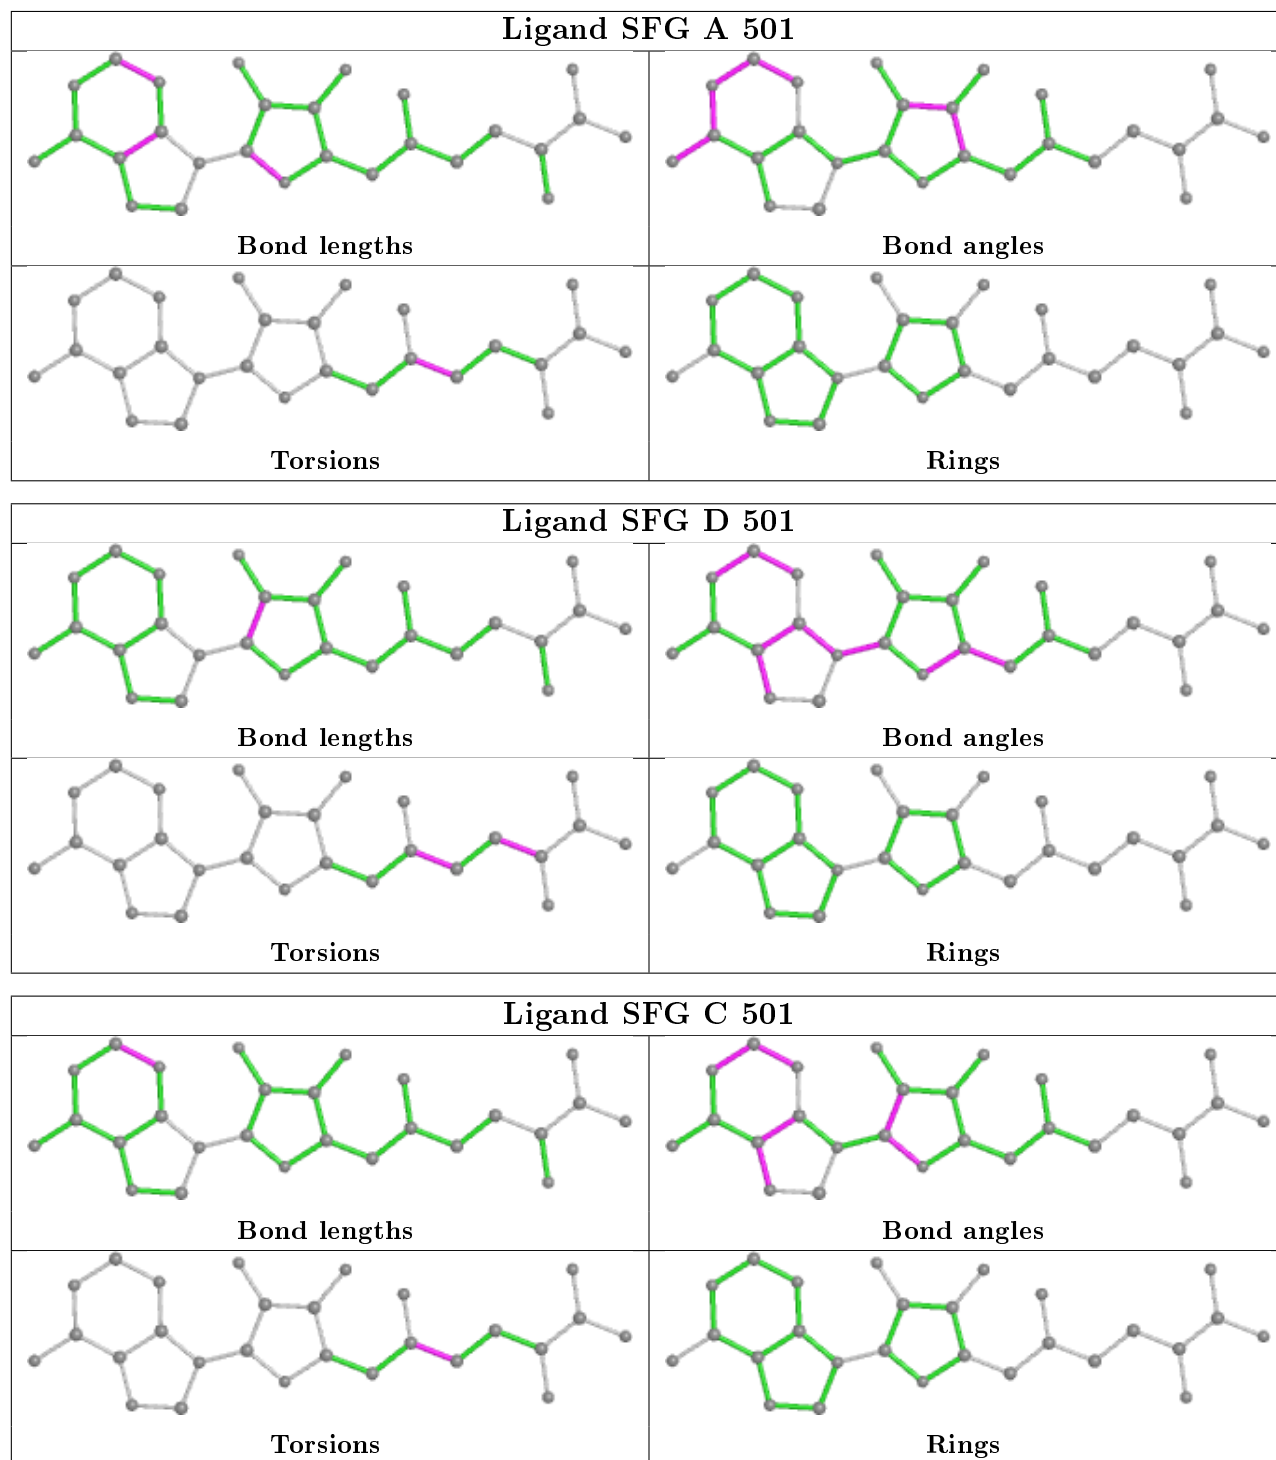 Ligand SFG A 501
Bond lengths
Bond angles
Torsions
Rings
Ligand SFG D 501
Bond lengths
Bond angles
Torsions
Rings
Ligand SFG C 501
Bond lengths
Bond angles
Torsions
Rings